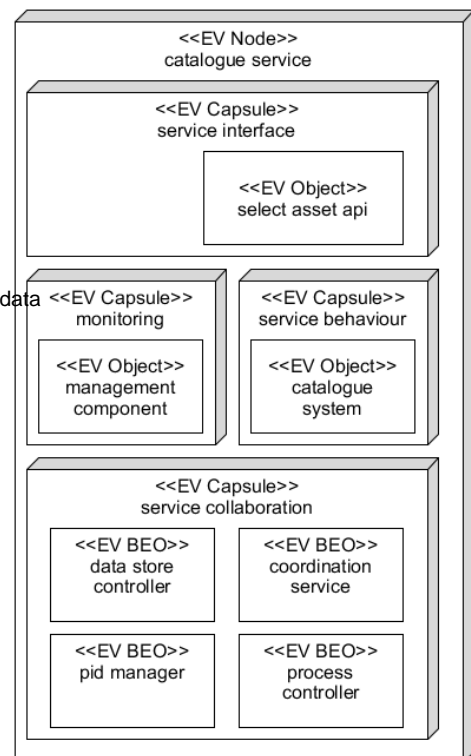 <<EV Node>>
catalogue service
<<EV Capsule>>
service interface
<<EV Object>>
select asset api
data
<<EV Capsule>>
monitoring
<<EV Object>>
management
component
<<EV Capsule>>
service behaviour
<<EV Object>>
catalogue
system
<<EV Capsule>>
service collaboration
<<EV BEO>>
data store
controller
<<EV BEO>>
coordination
service
<<EV BEO>>
pid manager
<<EV BEO>>
process
controller